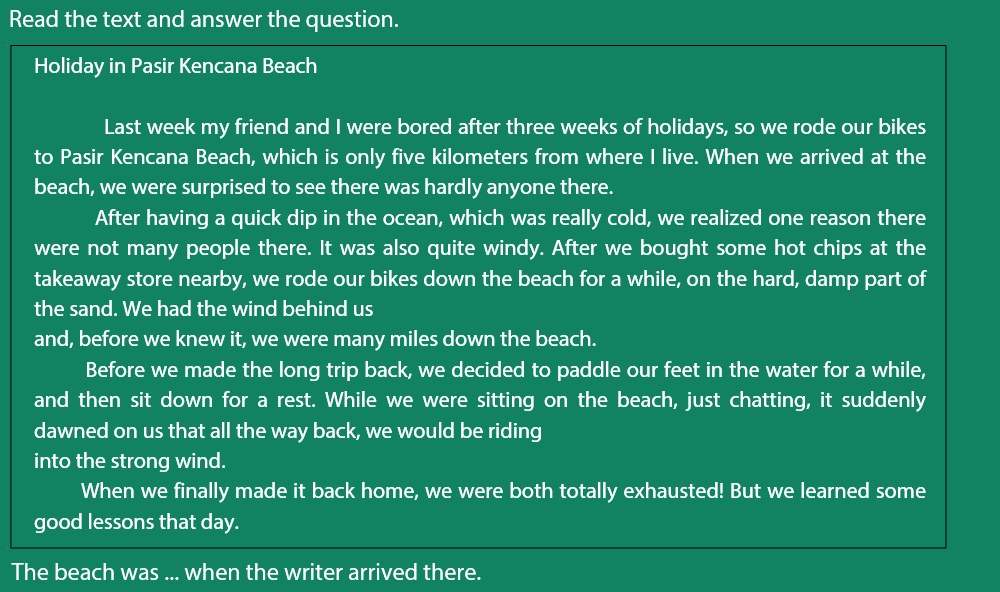 Read the text and answer the question.
Holiday in Pasir Kencana Beach
Last week my friend and I were bored after three weeks of holidays, so we rode our bikes
to Pasir Kencana Beach, which is only five kilometers from where I live. When we arrived at the
beach, we were surprised to see there was hardly anyone there.
After having a quick dip in the ocean, which was really cold, we realized one reason there
were not many people there. It was also quite windy. After we bought some hot chips at the
takeaway store nearby, we rode our bikes down the beach for a while, on the hard, damp part of
the sand. We had the wind behind us
and, before we knew it, we were many miles down the beach.
Before we made the long trip back, we decided to paddle our feet in the water for a while,
and then sit down for a rest. While we were sitting on the beach, just chatting, it suddenly
dawned on us that all the way back, we would be riding
into the strong wind.
When we finally made it back home, we were both totally exhausted! But we learned some
good lessons that day.
The beach was ... when the writer arrived there.